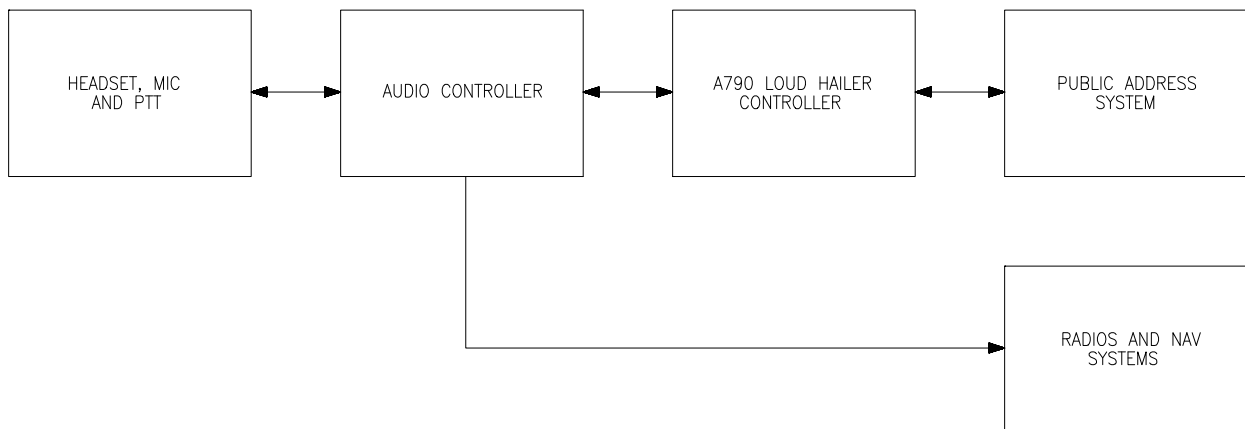 HEADSET, MIC
AND PTT
AUDIO CONTROLLER
A790 LOUD HAILER
CONTROLLER
PUBLIC ADDRESS
SYSTEM
RADIOS AND NAV
SYSTEMS